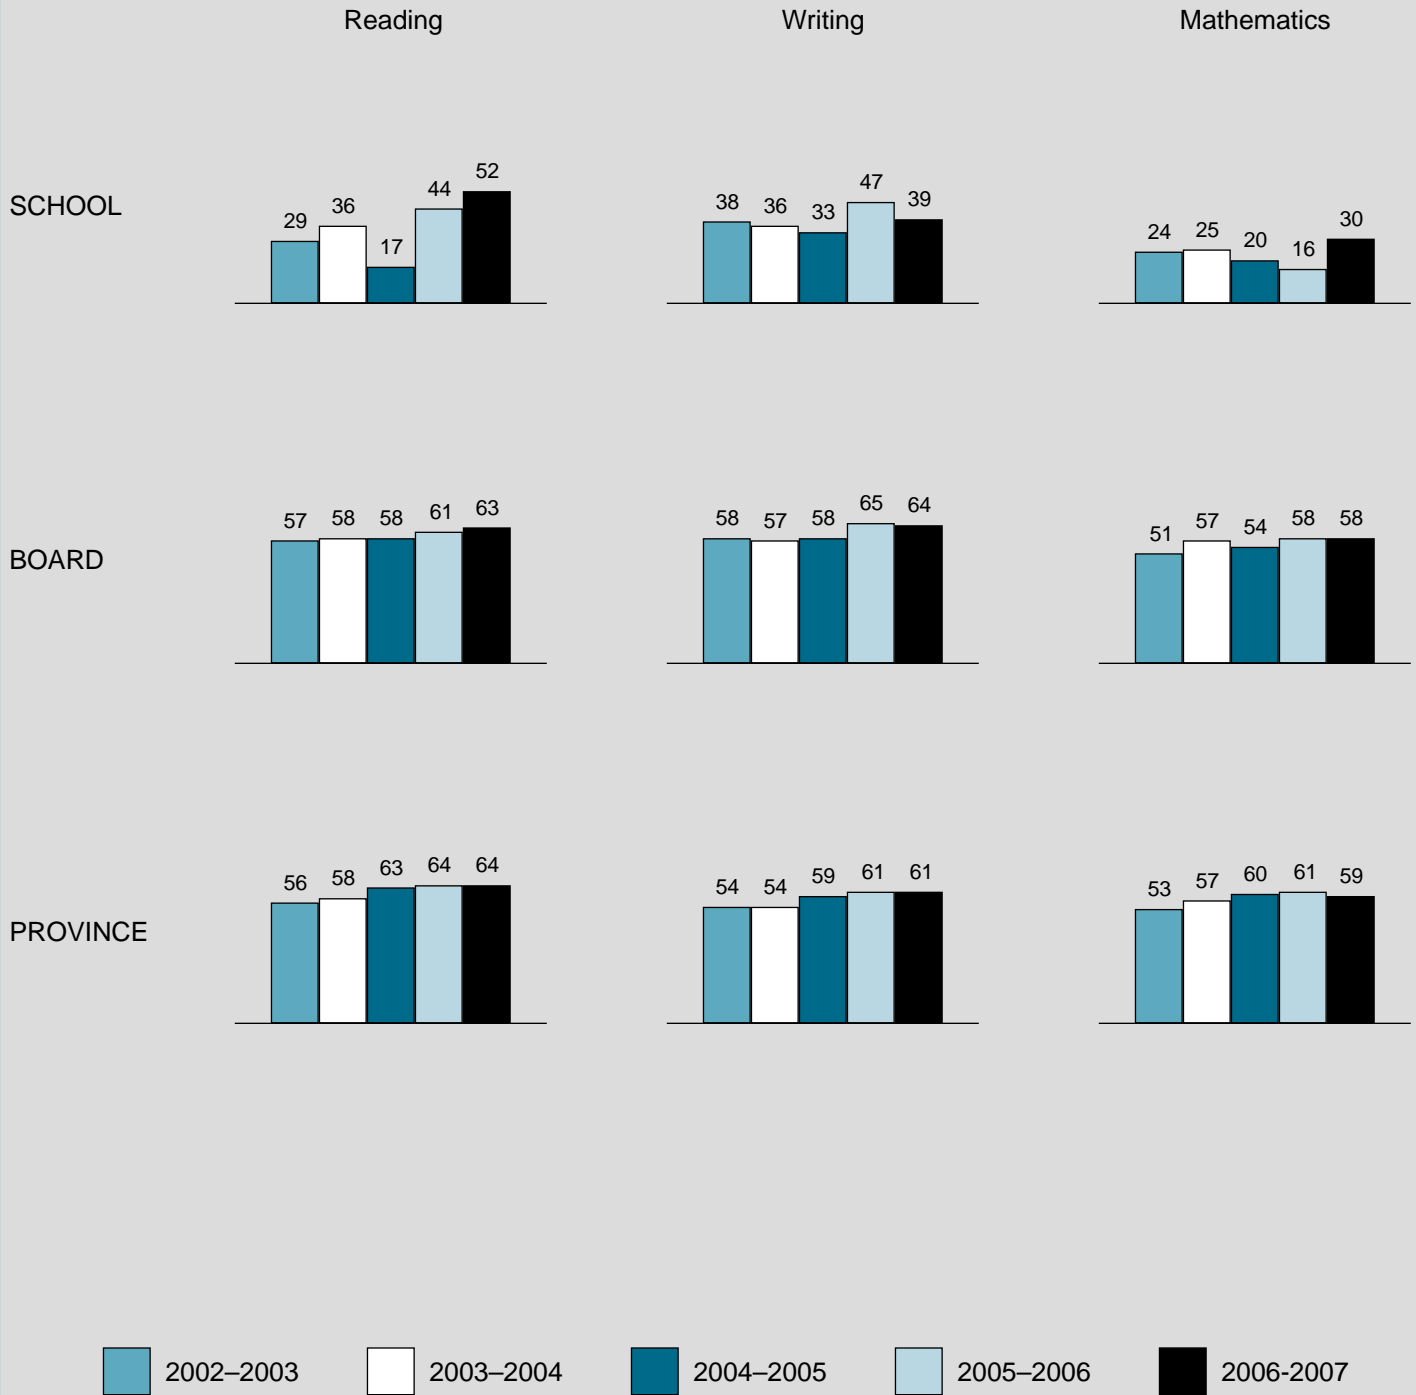 Reading Writing Mathematics
SCHOOL
29 36 17 44 52
38 36 33 47 39
24 25 20 16 30
BOARD
57 58 58 61 63
58 57 58 65 64
51 57 54 58 58
PROVINCE
56 58 63 64 64
54 54 59 61 61
53 57 60 61 59
2002–2003 2003–2004 2004–2005 2005–2006 2006-2007